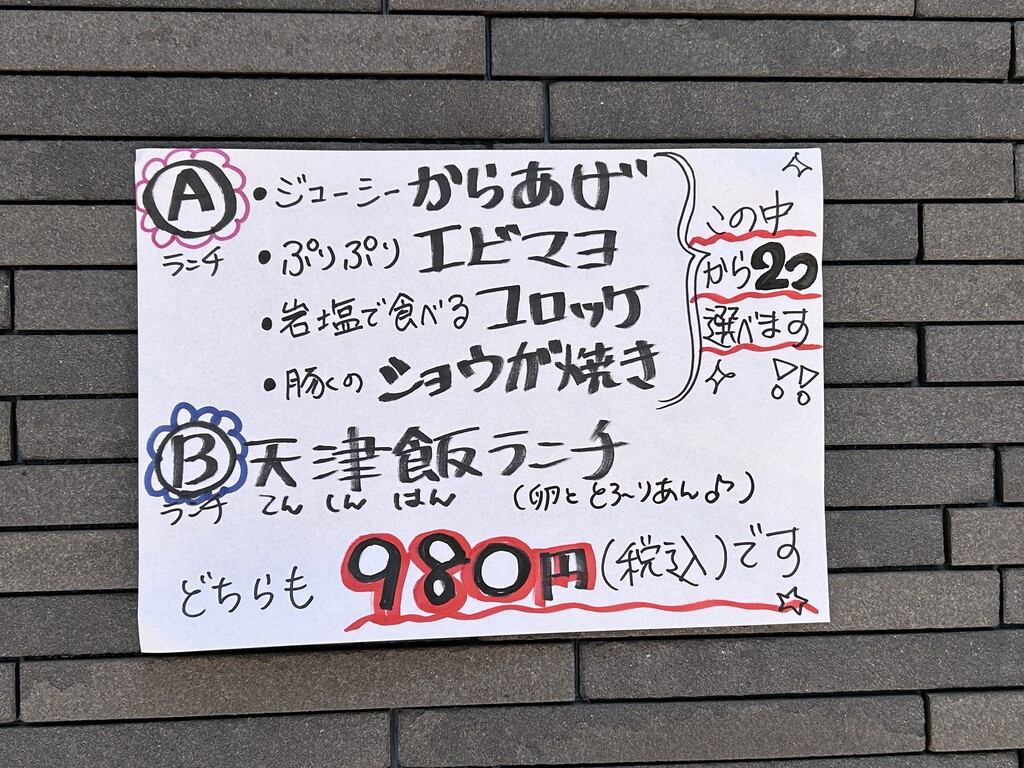 A ランチ
・ジューシーからあげ
・ぷりぷりエビマヨ
・岩塩で食べるコロッケ
・豚くのショウガ焼き
この中
から2つ
選べます!!
B ランチ
天津飯ランチ
てんしんはん
(卵ととろ〜りあん♪)
どちらも980円(税込)です